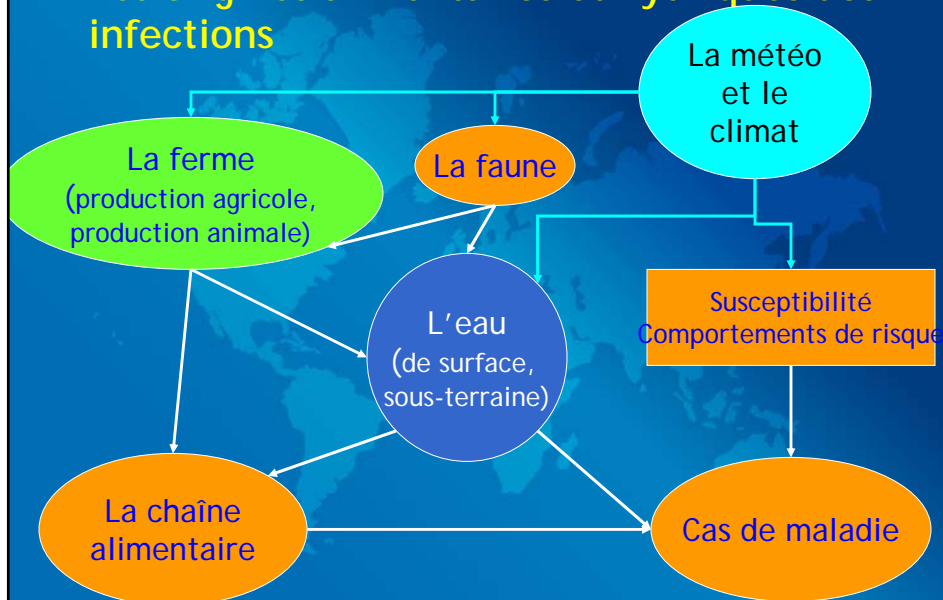 infections
La météo
et le
climat
La ferme
(production agricole,
production animale)
La faune
L'eau
(de surface,
sous-terraine)
Susceptibilité
Comportements de risque
La chaîne
alimentaire
Cas de maladie